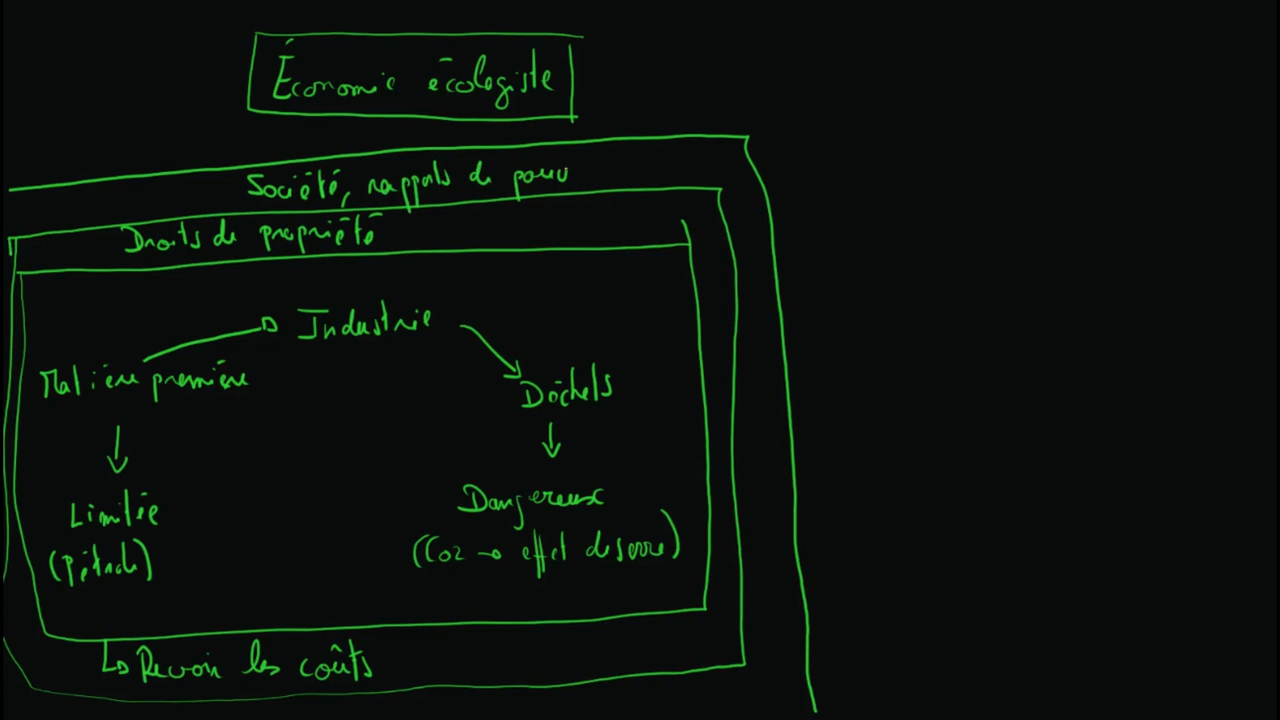 Économie écologiste
Société, rapports de pouv
Droits de propriété
Industrie
Matière première
Déchets
Limitée
(Pétrole)
Dangereux
(CO2 → effet de serre)
↳ Revoir les coûts